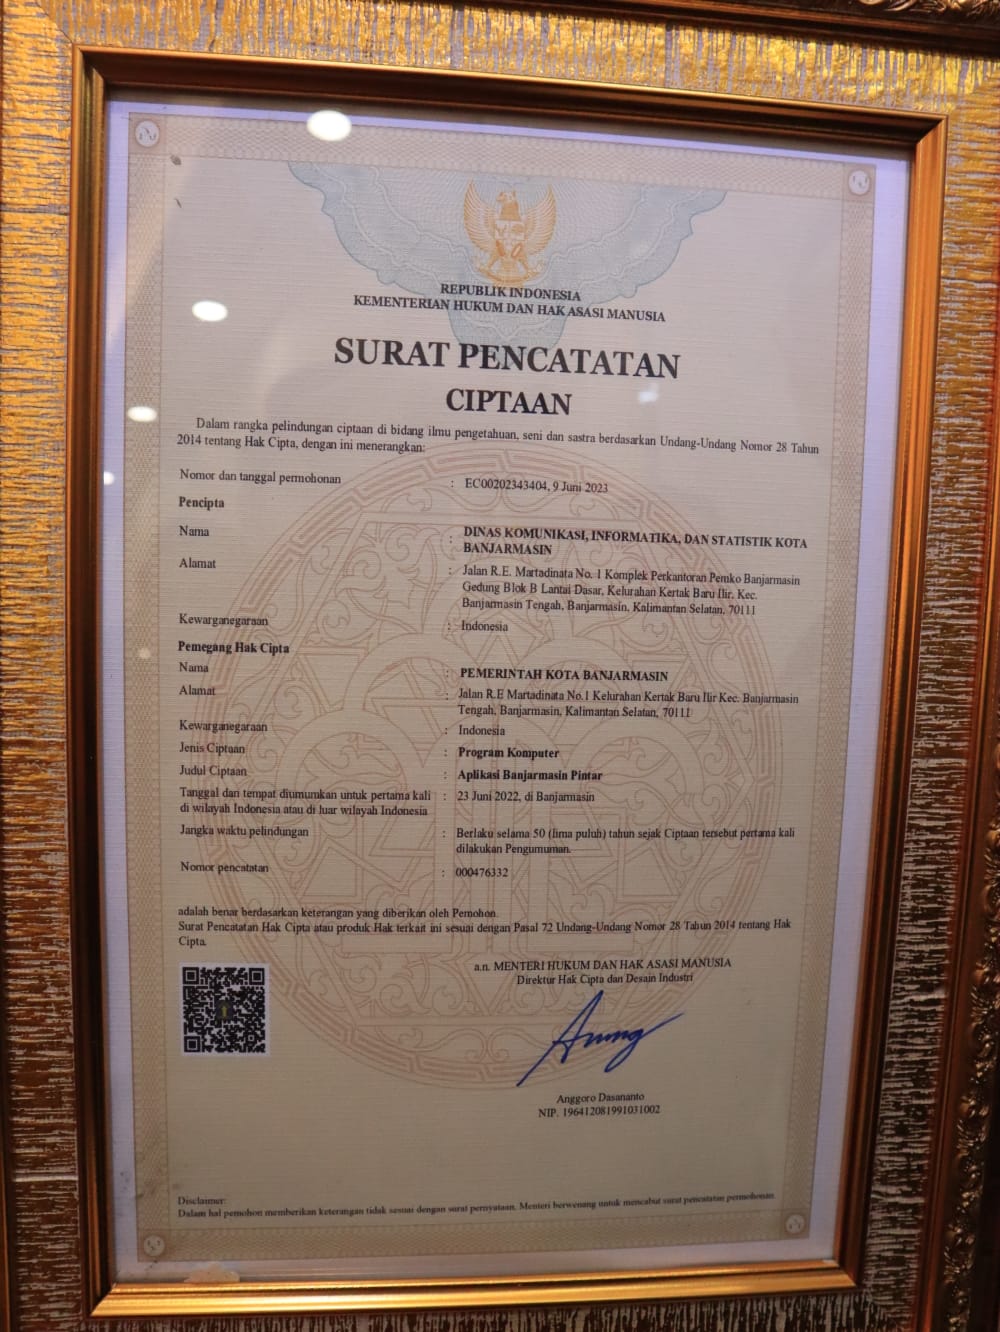 REPUBLIK INDONESIA
KEMENTERIAN HUKUM DAN HAK ASASI MANUSIA
SURAT PENCATATAN
CIPTAAN
Dalam rangka pelindungan ciptaan di bidang ilmu pengetahuan, seni dan sastra berdasarkan Undang-Undang Nomor 28 Tahun
2014 tentang Hak Cipta, dengan ini menerangkan:
Nomor dan tanggal permohonan : EC00202343404, 9 Juni 2023
Pencipta
Nama : DINAS KOMUNIKASI, INFORMATIKA, DAN STATISTIK KOTA
BANJARMASIN
Alamat : Jalan R.E. Martadinata No. 1 Komplek Perkantoran Pemko Banjarmasin
Gedung Blok B Lantai Dasar, Kelurahan Kertak Baru Ilir, Kec.
Banjarmasin Tengah, Banjarmasin, Kalimantan Selatan, 70111
Kewarganegaraan : Indonesia
Pemegang Hak Cipta
Nama : PEMERINTAH KOTA BANJARMASIN
Alamat : Jalan R.E Martadinata No.1 Kelurahan Kertak Baru Ilir Kec. Banjarmasin
Tengah, Banjarmasin, Kalimantan Selatan, 70111
Kewarganegaraan : Indonesia
Jenis Ciptaan : Program Komputer
Judul Ciptaan : Aplikasi Banjarmasin Pintar
Tanggal dan tempat diumumkan untuk pertama kali : 23 Juni 2022, di Banjarmasin
di wilayah Indonesia atau di luar wilayah Indonesia
Jangka waktu pelindungan : Berlaku selama 50 (lima puluh) tahun sejak Ciptaan tersebut pertama kali
dilakukan Pengumuman.
Nomor pencatatan : 000476332
adalah benar berdasarkan keterangan yang diberikan oleh Pemohon.
Surat Pencatatan Hak Cipta atau produk Hak terkait ini sesuai dengan Pasal 72 Undang-Undang Nomor 28 Tahun 2014 tentang Hak
Cipta.
a.n. MENTERI HUKUM DAN HAK ASASI MANUSIA
Direktur Hak Cipta dan Desain Industri
Anggoro Dasananto
NIP. 196412081991031002
Disclaimer:
Dalam hal pemohon memberikan keterangan tidak sesuai dengan surat pernyataan, Menteri berwenang untuk mencabut surat pencatatan permohonan.